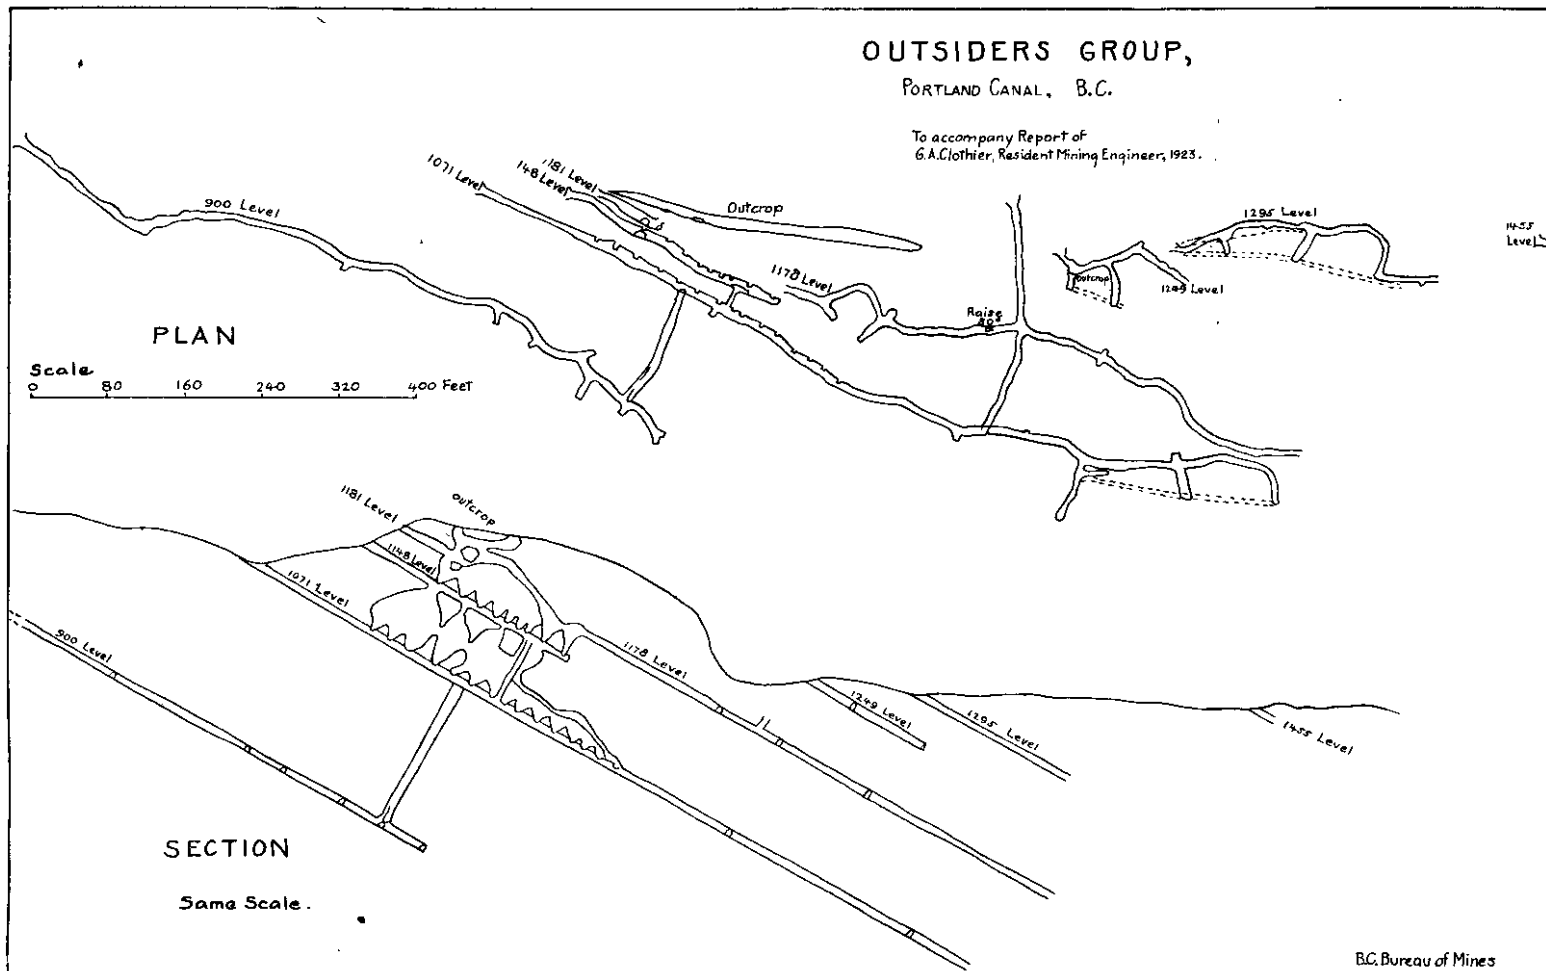 OUTSIDERS GROUP,
PORTLAND CANAL, B.C.
To accompany Report of
G.A.Clothier, Resident Mining Engineer, 1923.
1071 Level
1181 Level
148 Level
Outcrop
900 Level
1178 Level
Raise
80°
1295 Level
Outcrop
1249 Level
1455
Level
PLAN
Scale
0 80 160 240 320 400 Feet
1181 Level
outcrop
1148 Level
1071 Level
900 Level
1178 Level
1249 Level
1295 Level
1455 Level
SECTION
Same Scale.
B.C. Bureau of Mines